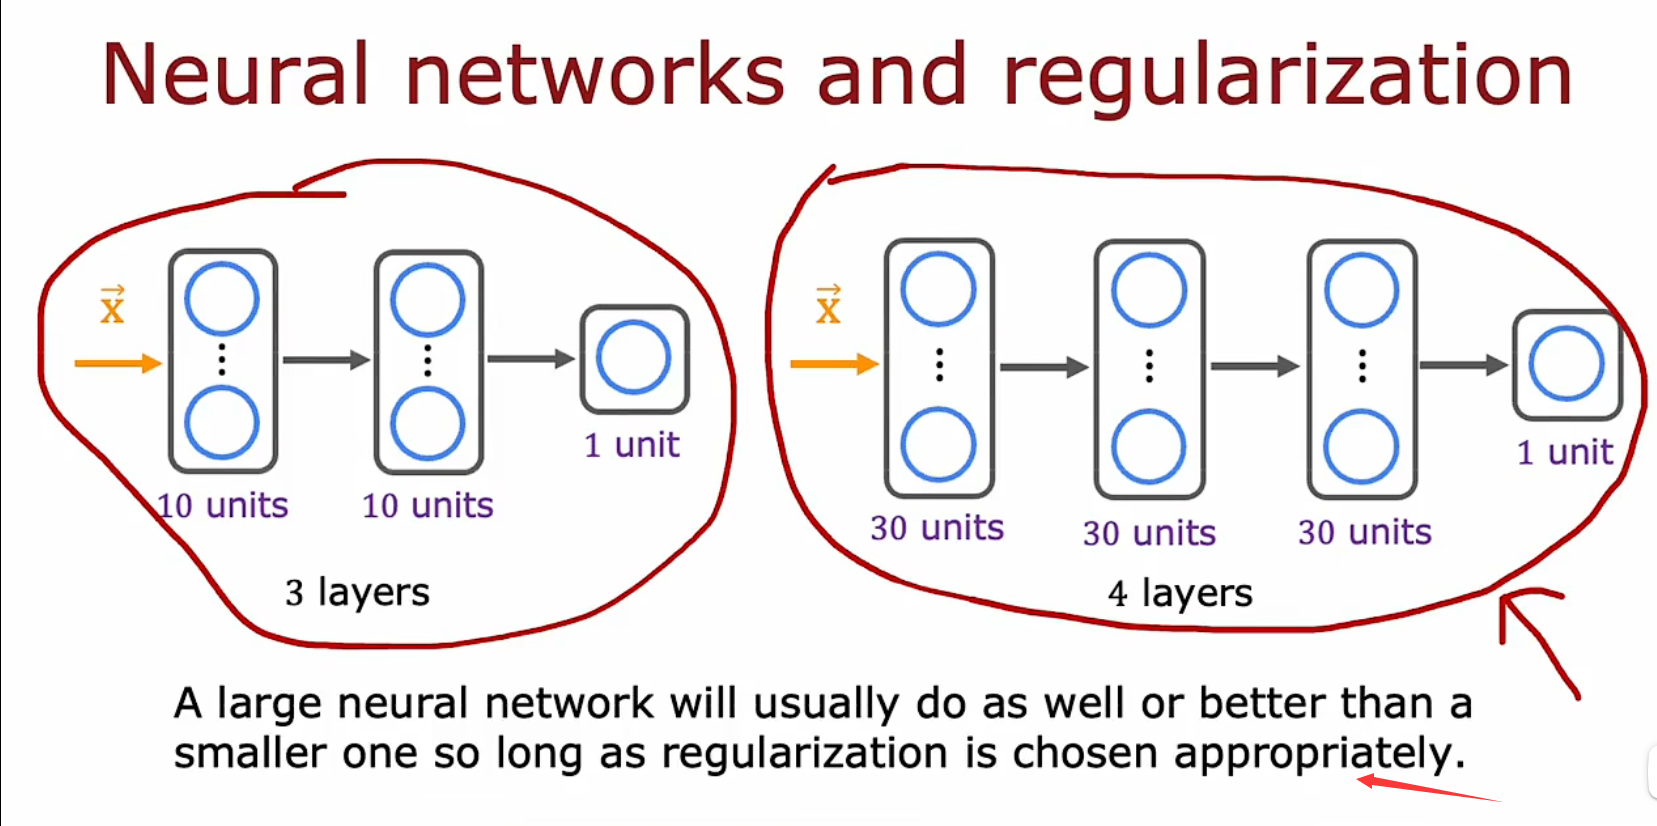 Neural networks and regularization
x⃗
10 units
10 units
1 unit
3 layers
x⃗
30 units
30 units
30 units
1 unit
4 layers
A large neural network will usually do as well or better than a
smaller one so long as regularization is chosen appropriately.